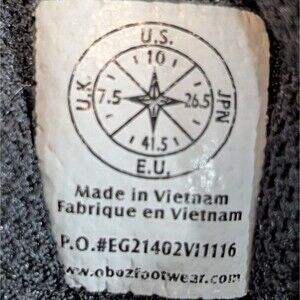 U.S.
10
U.K.
7.5
26.5
JPN
41.5
E.U.
Made in Vietnam
Fabrique en Vietnam
P.O.#EG21402VI1116
www.obozfootwear.com